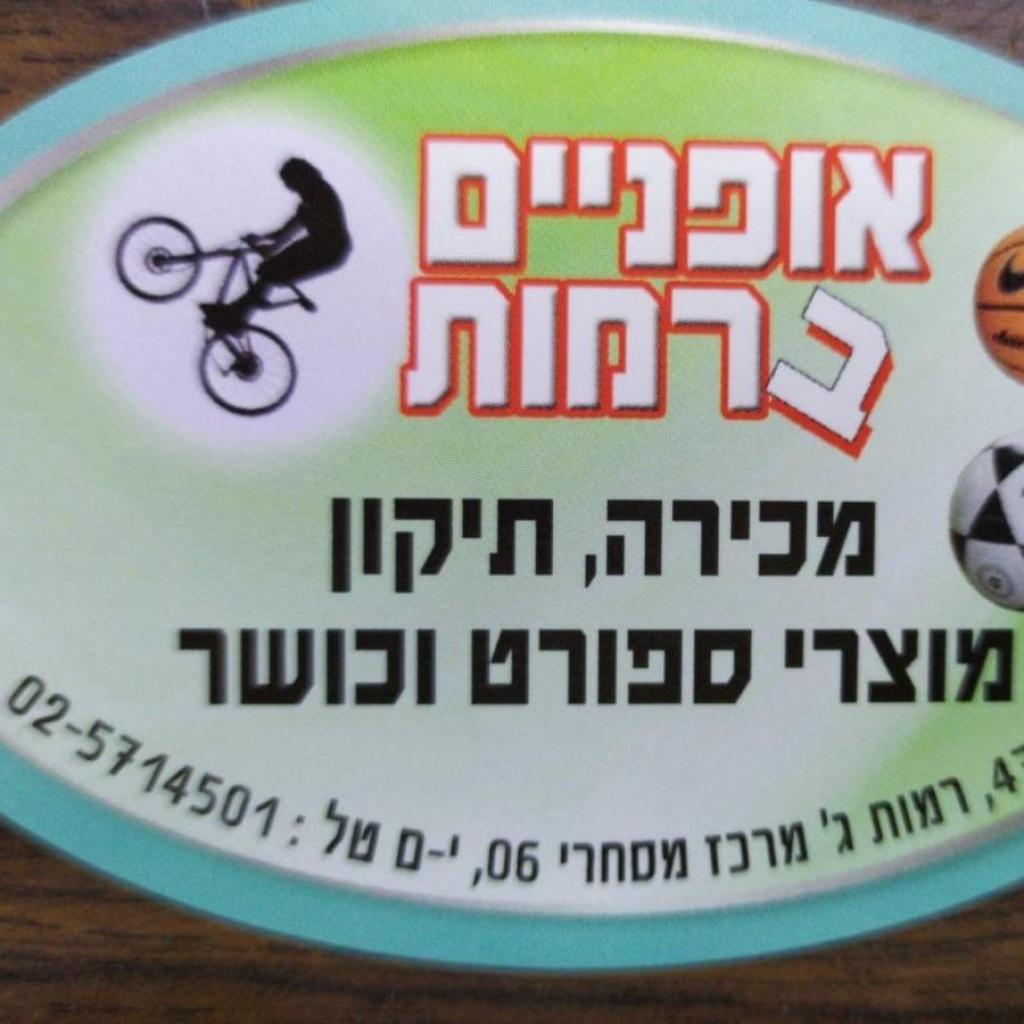 אופניים
ברמות
מכירה, תיקון
מוצרי ספורט וכושר
רמות ג' מרכז מסחרי 06, י-ם טל : 02-5714501